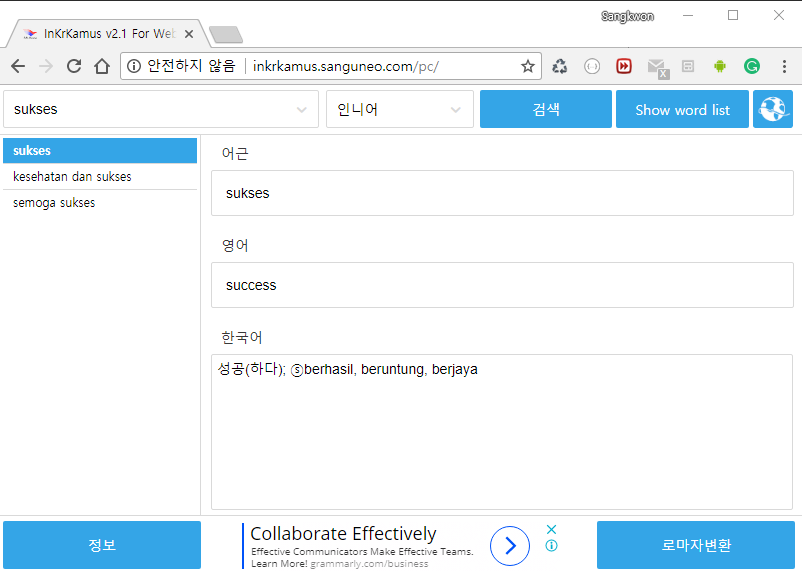 Sangkwon
InKrKamus v2.1 For Web
안전하지 않음 inkrkamus.sanguneo.com/pc/
sukses 인니어 검색 Show word list
sukses
kesehatan dan sukses
semoga sukses
어근
sukses
영어
success
한국어
성공(하다); ⓢberhasil, beruntung, berjaya
정보
Collaborate Effectively
Effective Communicators Make Effective Teams.
Learn More! grammarly.com/business
로마자변환